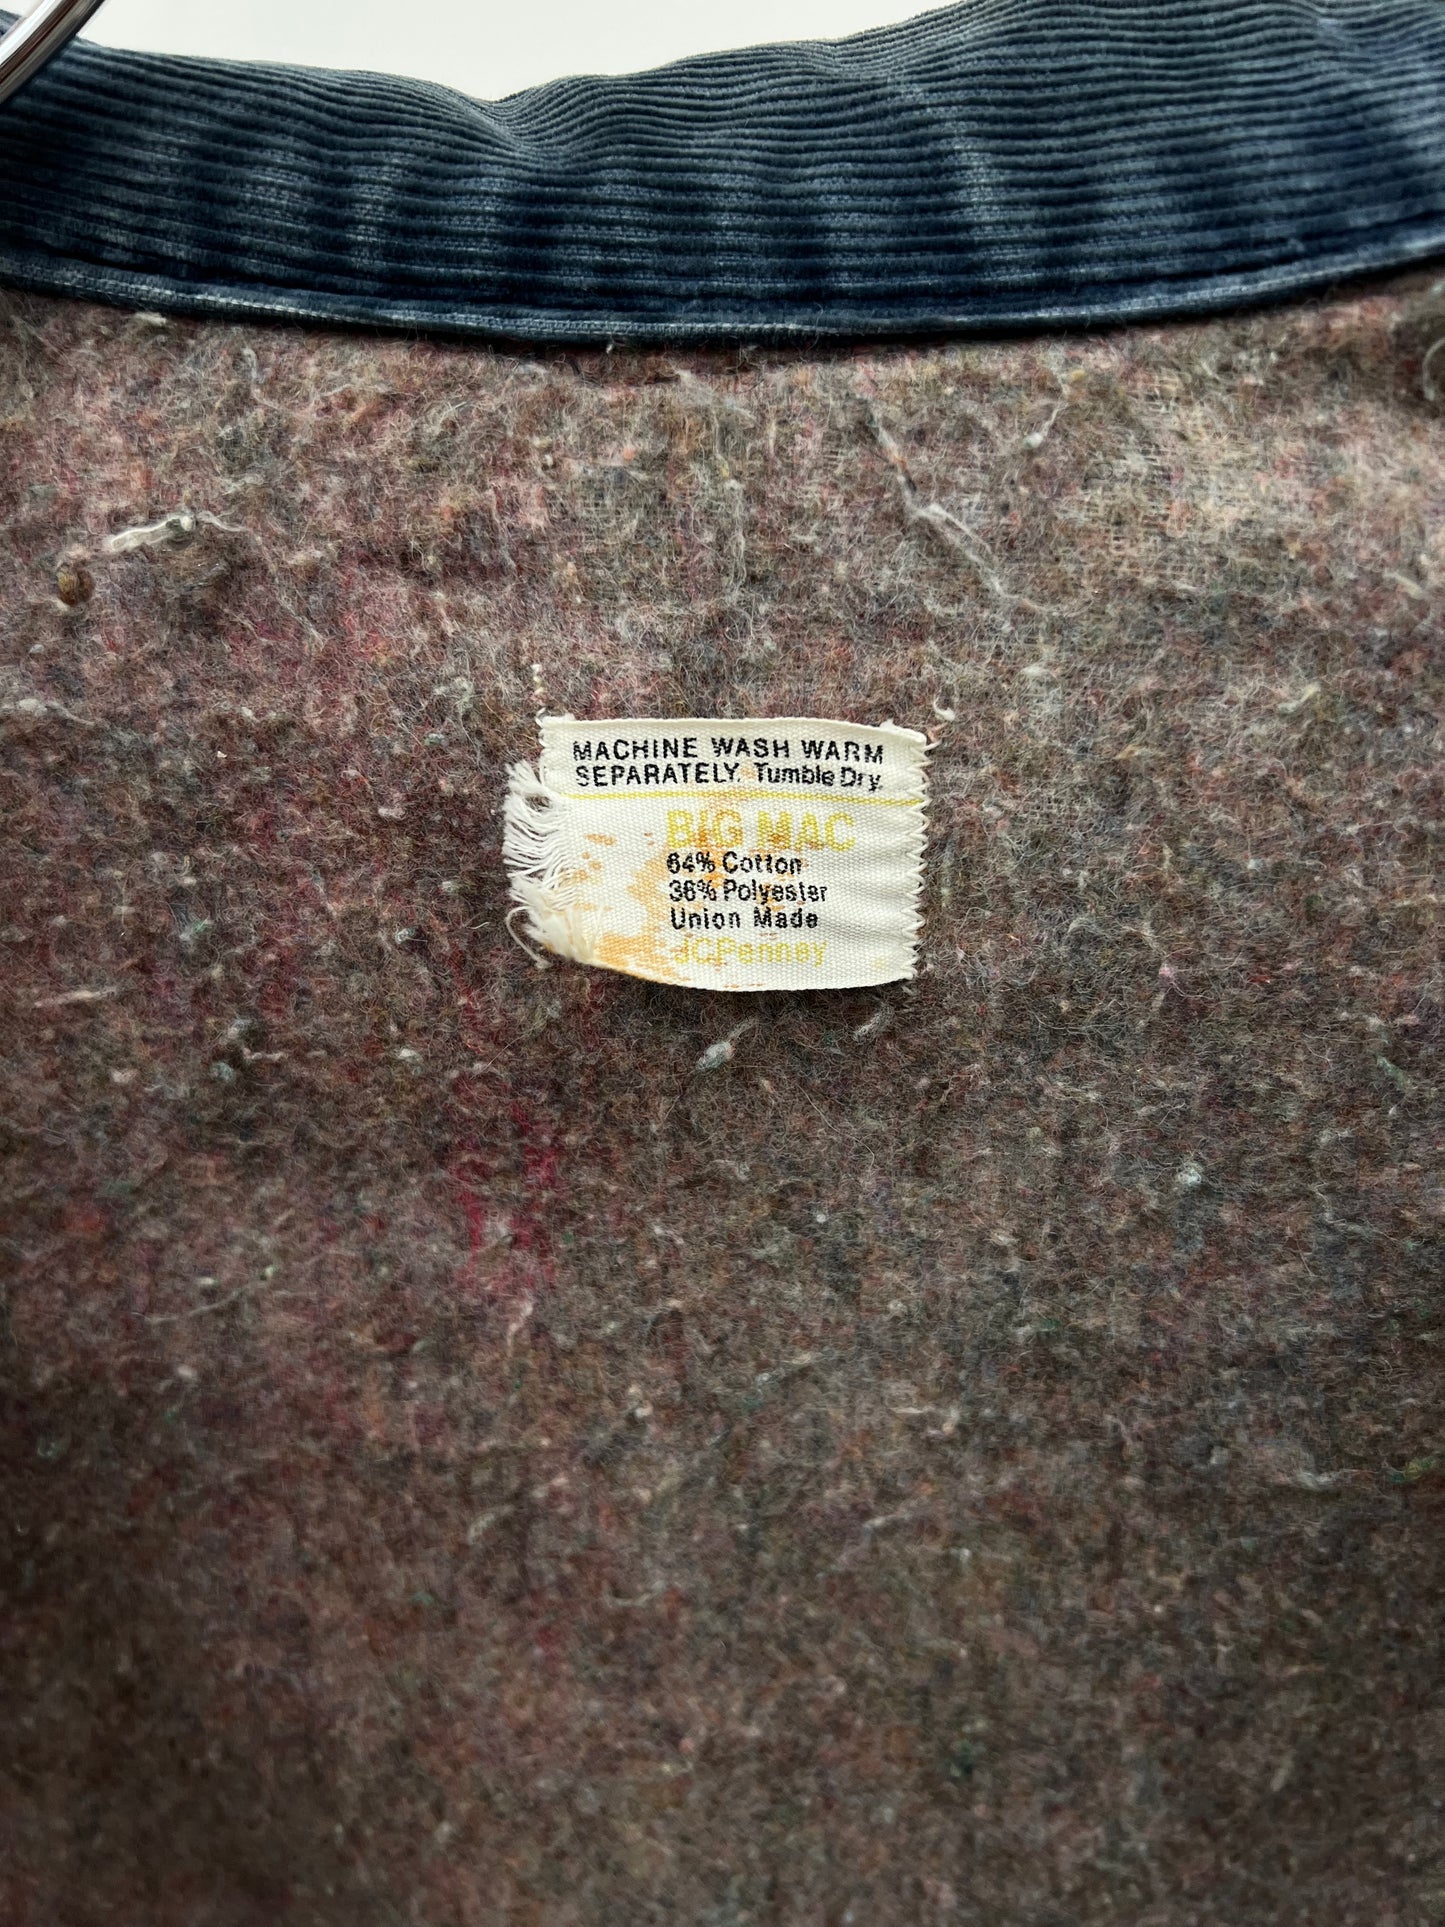 MACHINE WASH WARM
SEPARATELY. Tumble Dry.
BIG MAC
64% Cotton
36% Polyester
Union Made
JCPenney